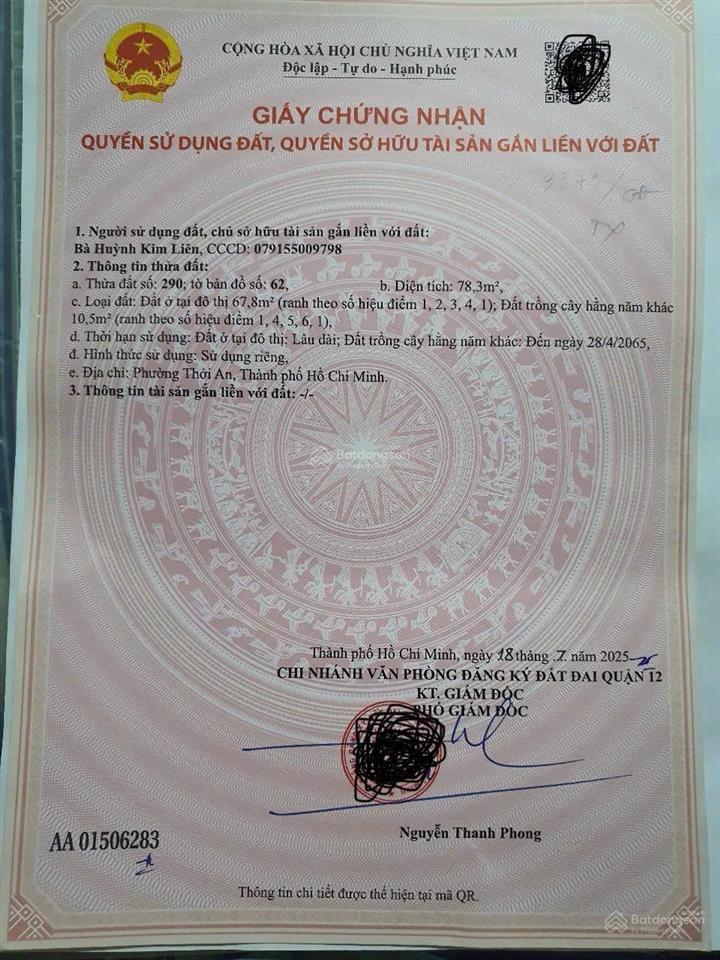 CỘNG HÒA XÃ HỘI CHỦ NGHĨA VIỆT NAM
Độc lập - Tự do - Hạnh phúc
GIẤY CHỨNG NHẬN
QUYỀN SỬ DỤNG ĐẤT, QUYỀN SỞ HỮU TÀI SẢN GẮN LIỀN VỚI ĐẤT
1. Người sử dụng đất, chủ sở hữu tài sản gắn liền với đất:
Bà Huỳnh Kim Liên, CCCD: 079155009798
2. Thông tin thửa đất:
a. Thửa đất số: 290; tờ bản đồ số: 62, b. Diện tích: 78,3m²,
c. Loại đất: Đất ở tại đô thị 67,8m² (ranh theo số hiệu điểm 1, 2, 3, 4, 1); Đất trồng cây hằng năm khác
10,5m² (ranh theo số hiệu điểm 1, 4, 5, 6, 1),
d. Thời hạn sử dụng: Đất ở tại đô thị: Lâu dài; Đất trồng cây hằng năm khác: Đến ngày 28/4/2065,
đ. Hình thức sử dụng: Sử dụng riêng,
e. Địa chỉ: Phường Thới An, Thành phố Hồ Chí Minh.
3. Thông tin tài sản gắn liền với đất: -/-
Batdongsan
by PropertyGuru
Thành phố Hồ Chí Minh, ngày 18 tháng .7. năm 2025
CHI NHÁNH VĂN PHÒNG ĐĂNG KÝ ĐẤT ĐAI QUẬN 12
KT. GIÁM ĐỐC
PHÓ GIÁM ĐỐC
Nguyễn Thanh Phong
AA 01506283
Thông tin chi tiết được thể hiện tại mã QR.
Batdongsan
by PropertyGuru